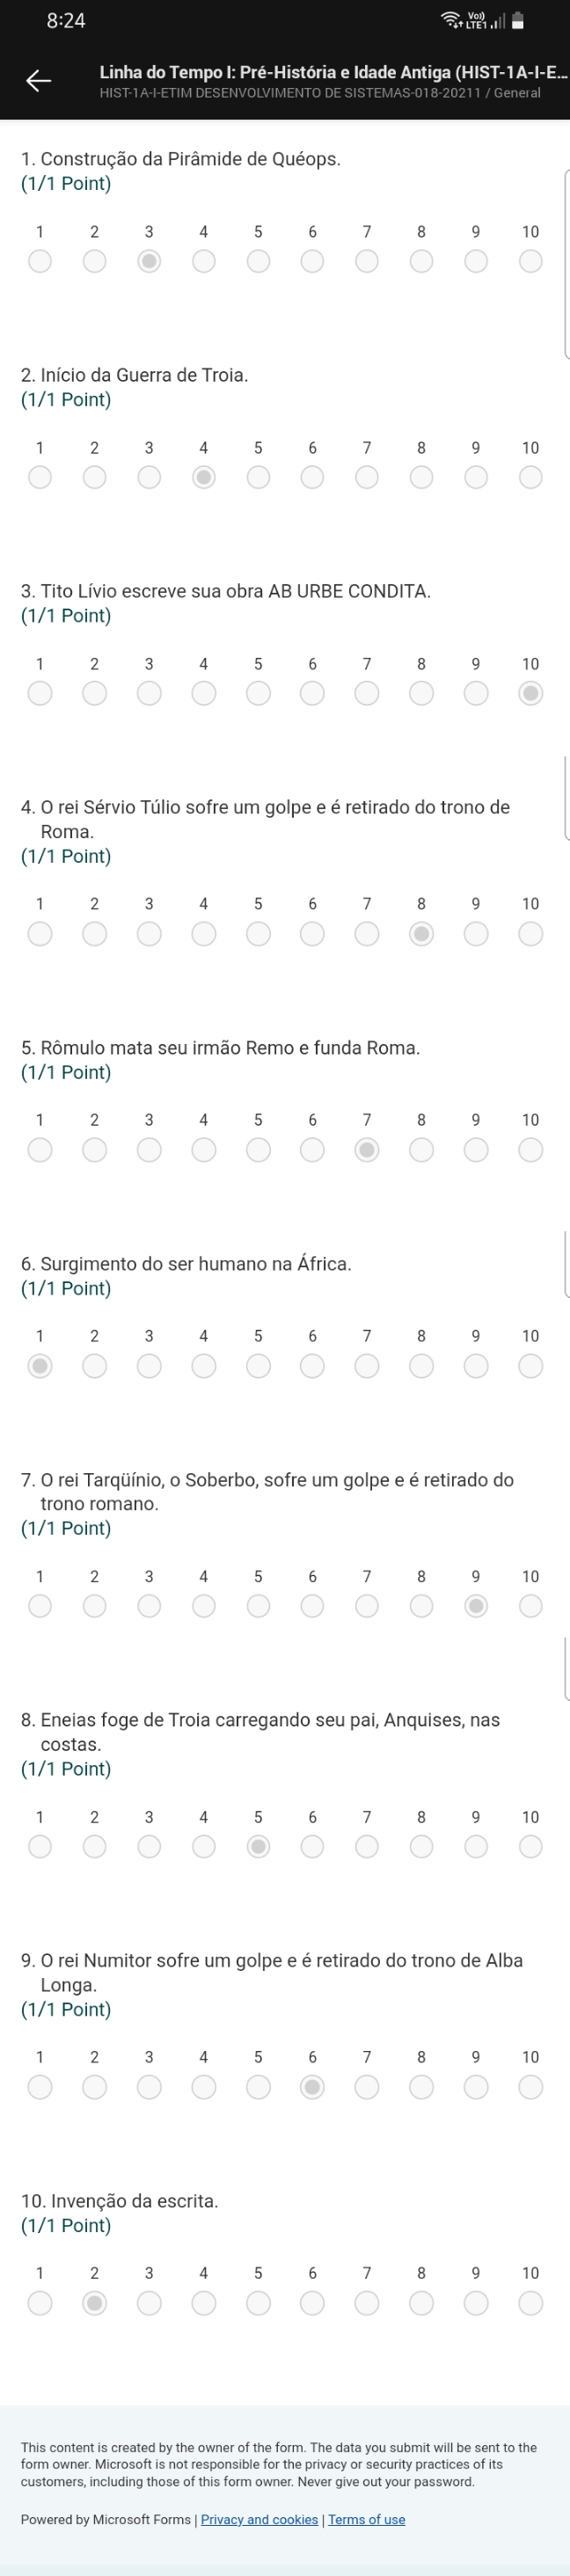 8:24
Vo))
LTE1
Linha do Tempo I: Pré-História e Idade Antiga (HIST-1A-I-E...
HIST-1A-I-ETIM DESENVOLVIMENTO DE SISTEMAS-018-20211 / General
1. Construção da Pirâmide de Quéops.
(1/1 Point)
1 2 3 4 5 6 7 8 9 10
2. Início da Guerra de Troia.
(1/1 Point)
1 2 3 4 5 6 7 8 9 10
3. Tito Lívio escreve sua obra AB URBE CONDITA.
(1/1 Point)
1 2 3 4 5 6 7 8 9 10
4. O rei Sérvio Túlio sofre um golpe e é retirado do trono de
Roma.
(1/1 Point)
1 2 3 4 5 6 7 8 9 10
5. Rômulo mata seu irmão Remo e funda Roma.
(1/1 Point)
1 2 3 4 5 6 7 8 9 10
6. Surgimento do ser humano na África.
(1/1 Point)
1 2 3 4 5 6 7 8 9 10
7. O rei Tarqüínio, o Soberbo, sofre um golpe e é retirado do
trono romano.
(1/1 Point)
1 2 3 4 5 6 7 8 9 10
8. Eneias foge de Troia carregando seu pai, Anquises, nas
costas.
(1/1 Point)
1 2 3 4 5 6 7 8 9 10
9. O rei Numitor sofre um golpe e é retirado do trono de Alba
Longa.
(1/1 Point)
1 2 3 4 5 6 7 8 9 10
10. Invenção da escrita.
(1/1 Point)
1 2 3 4 5 6 7 8 9 10
This content is created by the owner of the form. The data you submit will be sent to the
form owner. Microsoft is not responsible for the privacy or security practices of its
customers, including those of this form owner. Never give out your password.
Powered by Microsoft Forms | Privacy and cookies | Terms of use